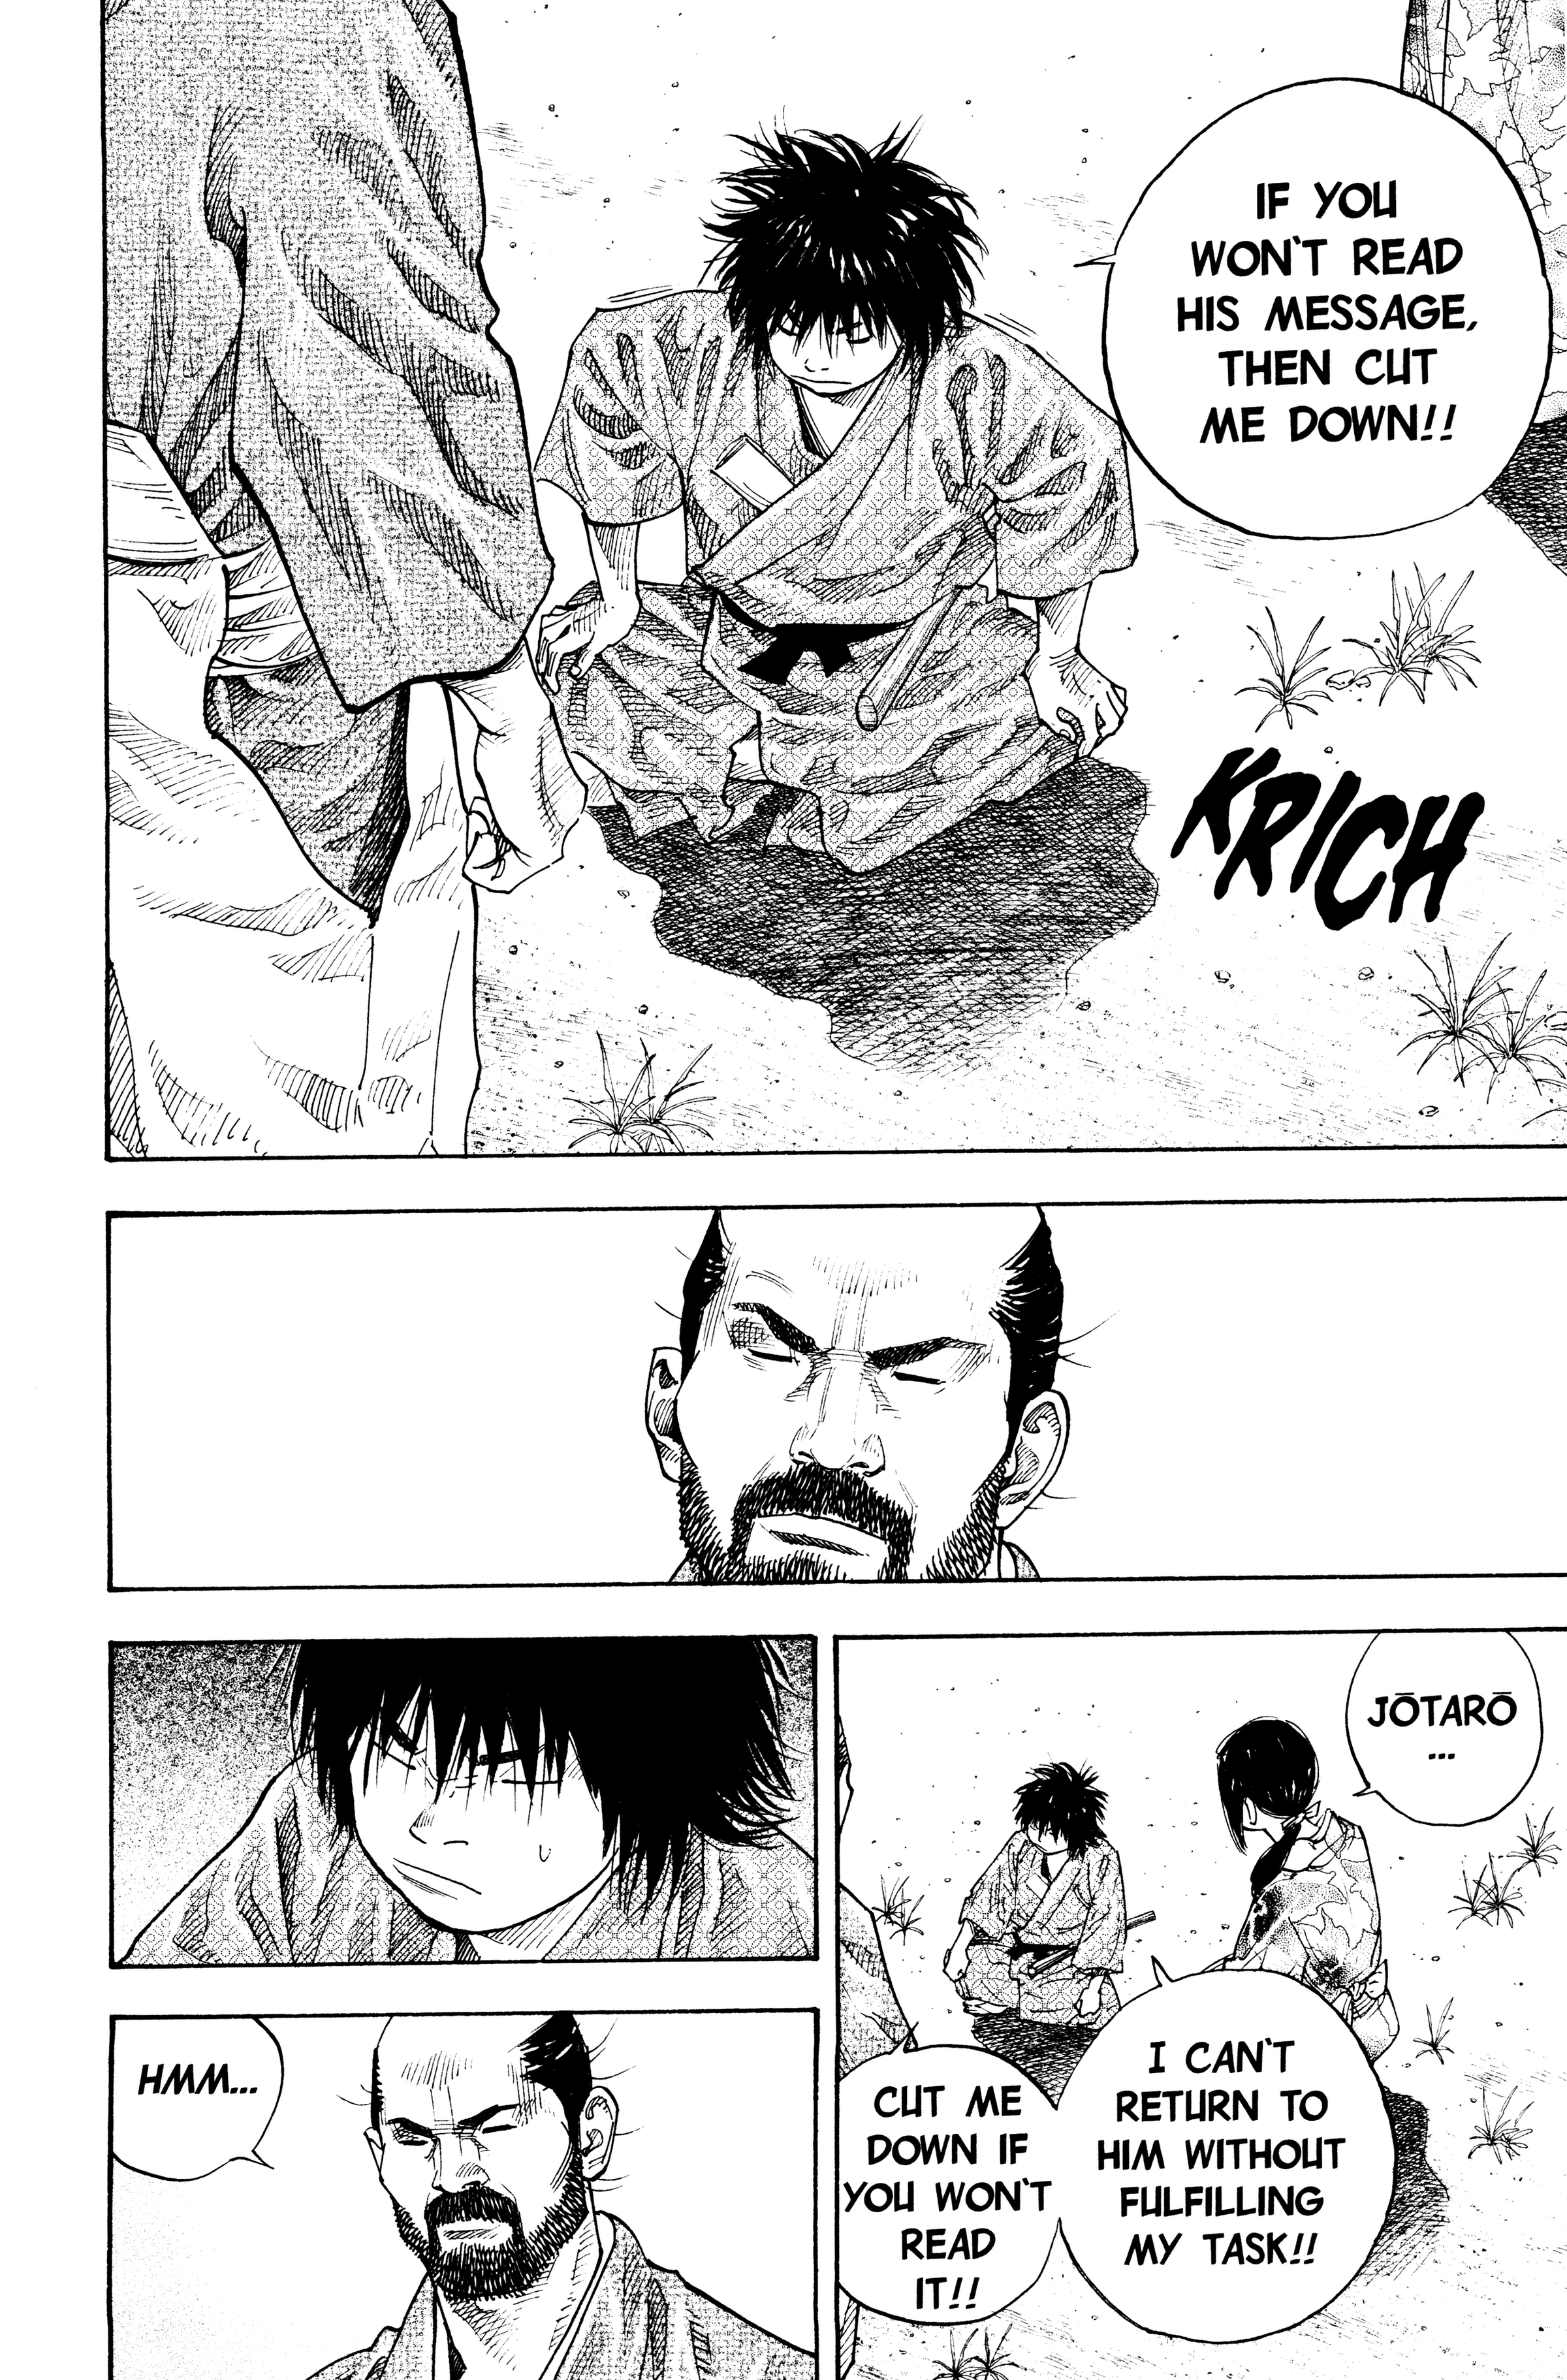 IF YOU
WON'T READ
HIS MESSAGE,
THEN CUT
ME DOWN!!
KRICH
JŌTARŌ
...
I CAN'T
RETURN TO
HIM WITHOUT
FULFILLING
MY TASK!!
CUT ME
DOWN IF
YOU WON'T
READ
IT!!
HMM...